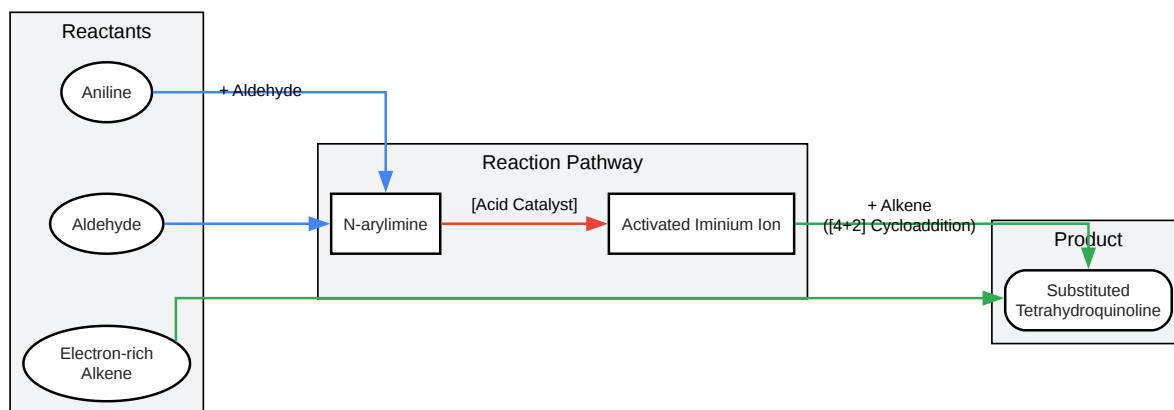 Reactants
Aniline
+ Aldehyde
Reaction Pathway
Aldehyde
N-arylimine
[Acid Catalyst]
Activated Iminium Ion
+ Alkene
([4+2] Cycloaddition)
Product
Substituted
Tetrahydroquinoline
Electron-rich
Alkene